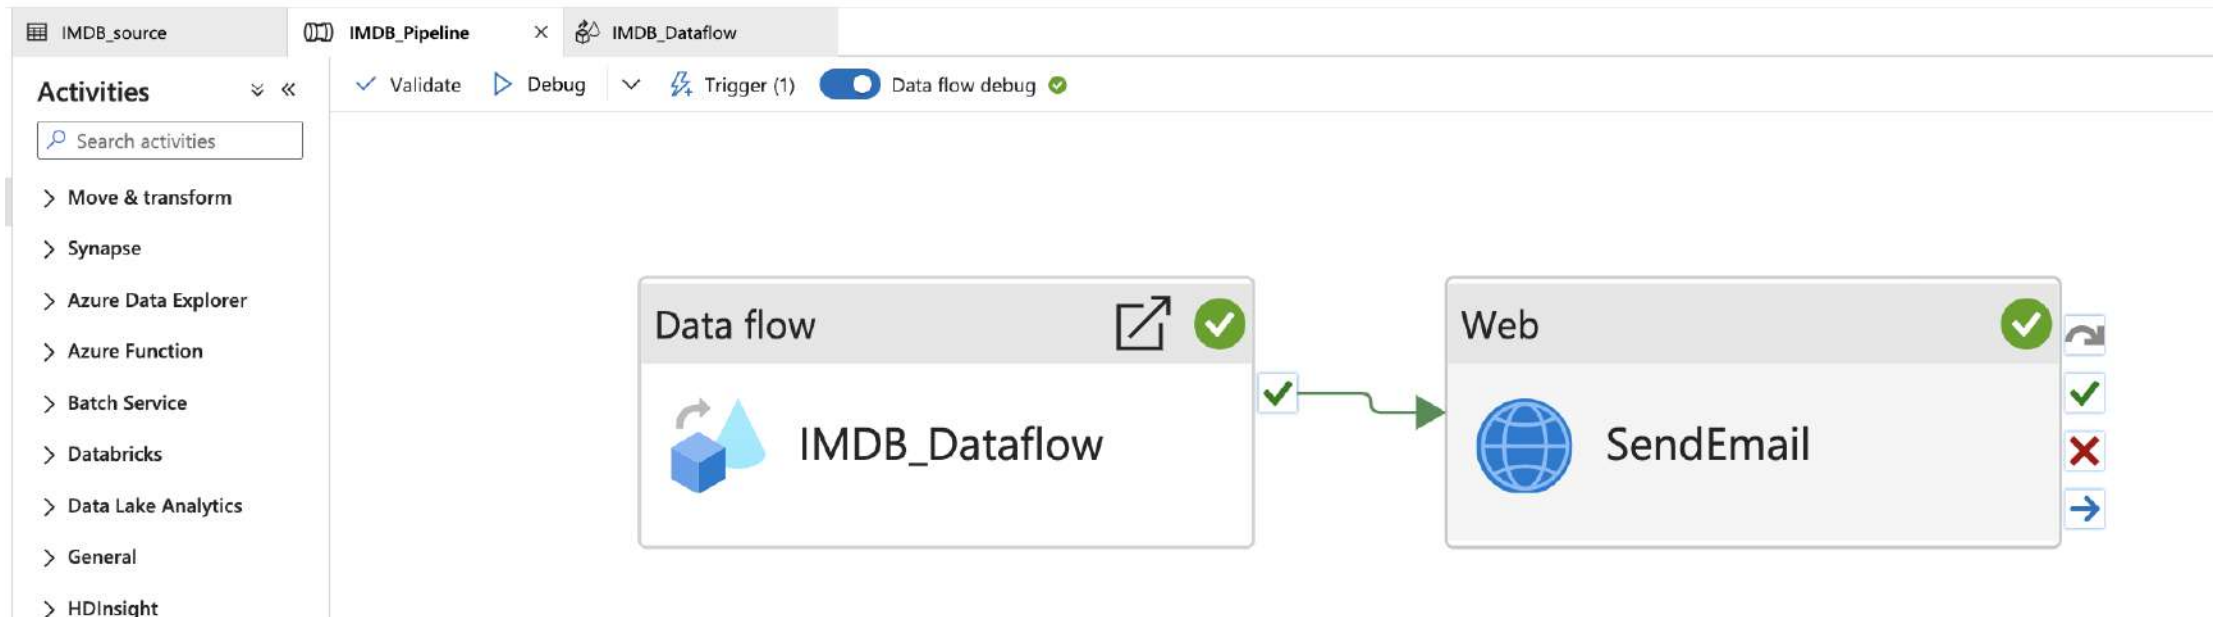 IMDB_source
IMDB_Pipeline
IMDB_Dataflow
Activities
Validate
Debug
Trigger (1)
Data flow debug
Search activities
Move & transform
Synapse
Azure Data Explorer
Azure Function
Batch Service
Databricks
Data Lake Analytics
General
HDInsight
Data flow
IMDB_Dataflow
Web
SendEmail